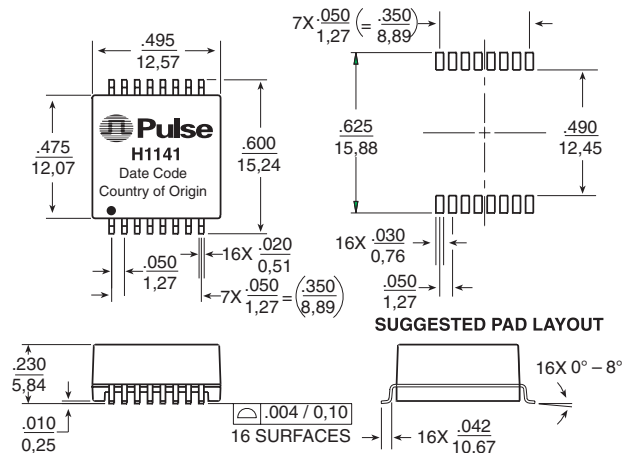 .495
12,57
7X .050 (= .350)
1,27 8,89
.475
12,07
Pulse
H1141
Date Code
Country of Origin
.600
15,24
.625
15,88
.490
12,45
16X .020
0,51
.050
1,27
7X .050 = (.350)
1,27 8,89
16X .030
0,76
.050
1,27
SUGGESTED PAD LAYOUT
.230
5,84
.010
0,25
.004 / 0,10
16 SURFACES
16X 0° – 8°
16X .042
10,67